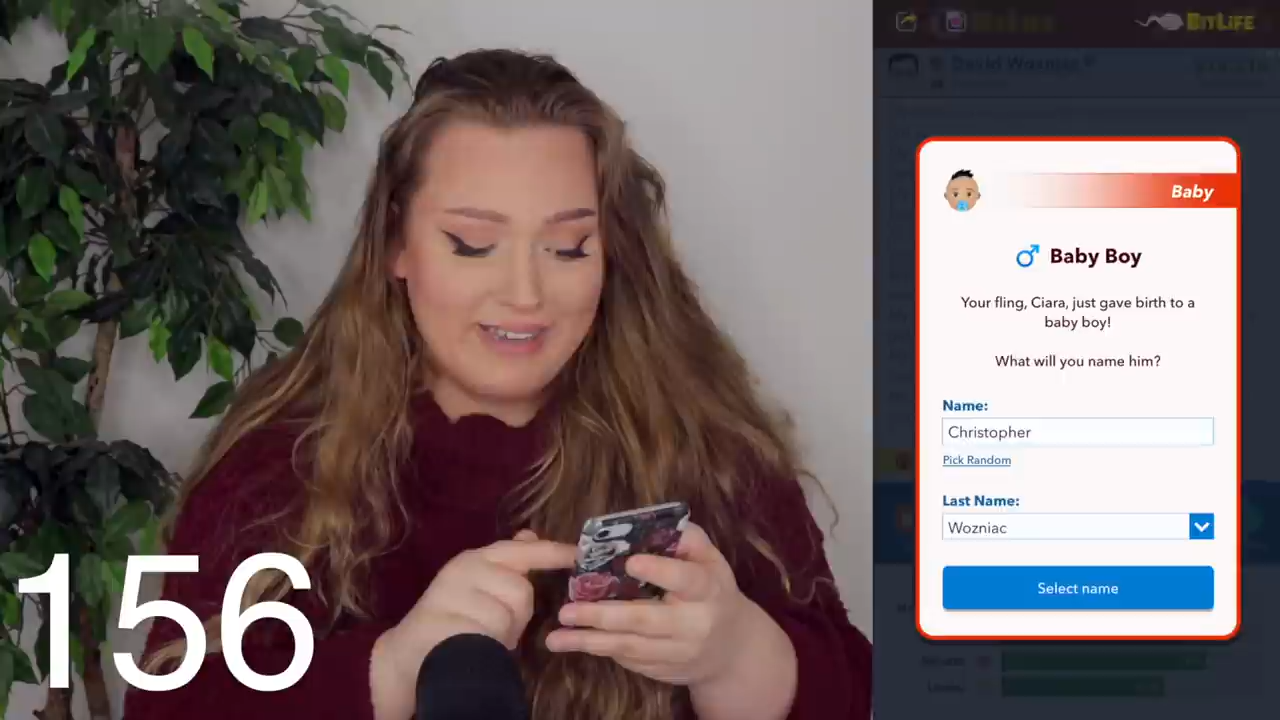 156
BITLIFE
Baby
Baby Boy
Your fling, Ciara, just gave birth to a
baby boy!
What will you name him?
Name:
Christopher
Pick Random
Last Name:
Wozniac
Select name